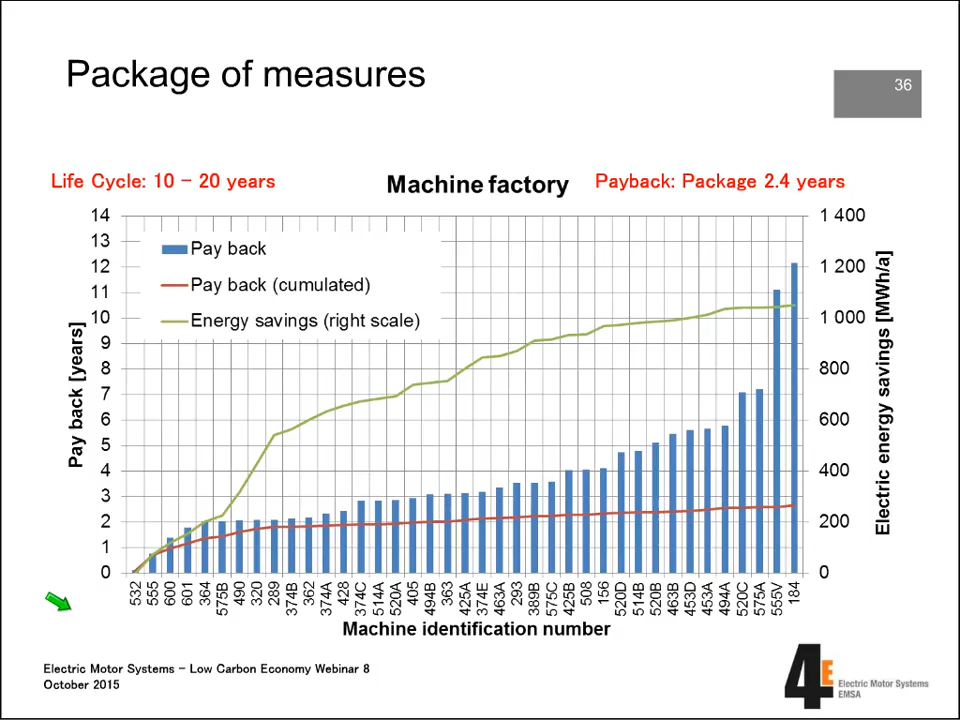 Package of measures
36
Life Cycle: 10 - 20 years
Machine factory
Payback: Package 2.4 years
14
13
12
11
10
9
8
7
6
5
4
3
2
1
0
Pay back
Pay back (cumulated)
Energy savings (right scale)
1 400
1 200
1 000
800
600
400
200
0
Pay back [years]
Electric energy savings [MWh/a]
532
555
600
601
364
575B
490
320
289
374B
362
374A
428
374C
514A
520A
405
494B
363
425A
374E
463A
293
389B
575C
425B
508
156
520D
514B
520B
463B
453D
453A
494A
520C
575A
555V
184
Machine identification number
Electric Motor Systems - Low Carbon Economy Webinar 8
October 2015
4E
Electric Motor Systems
EMSA